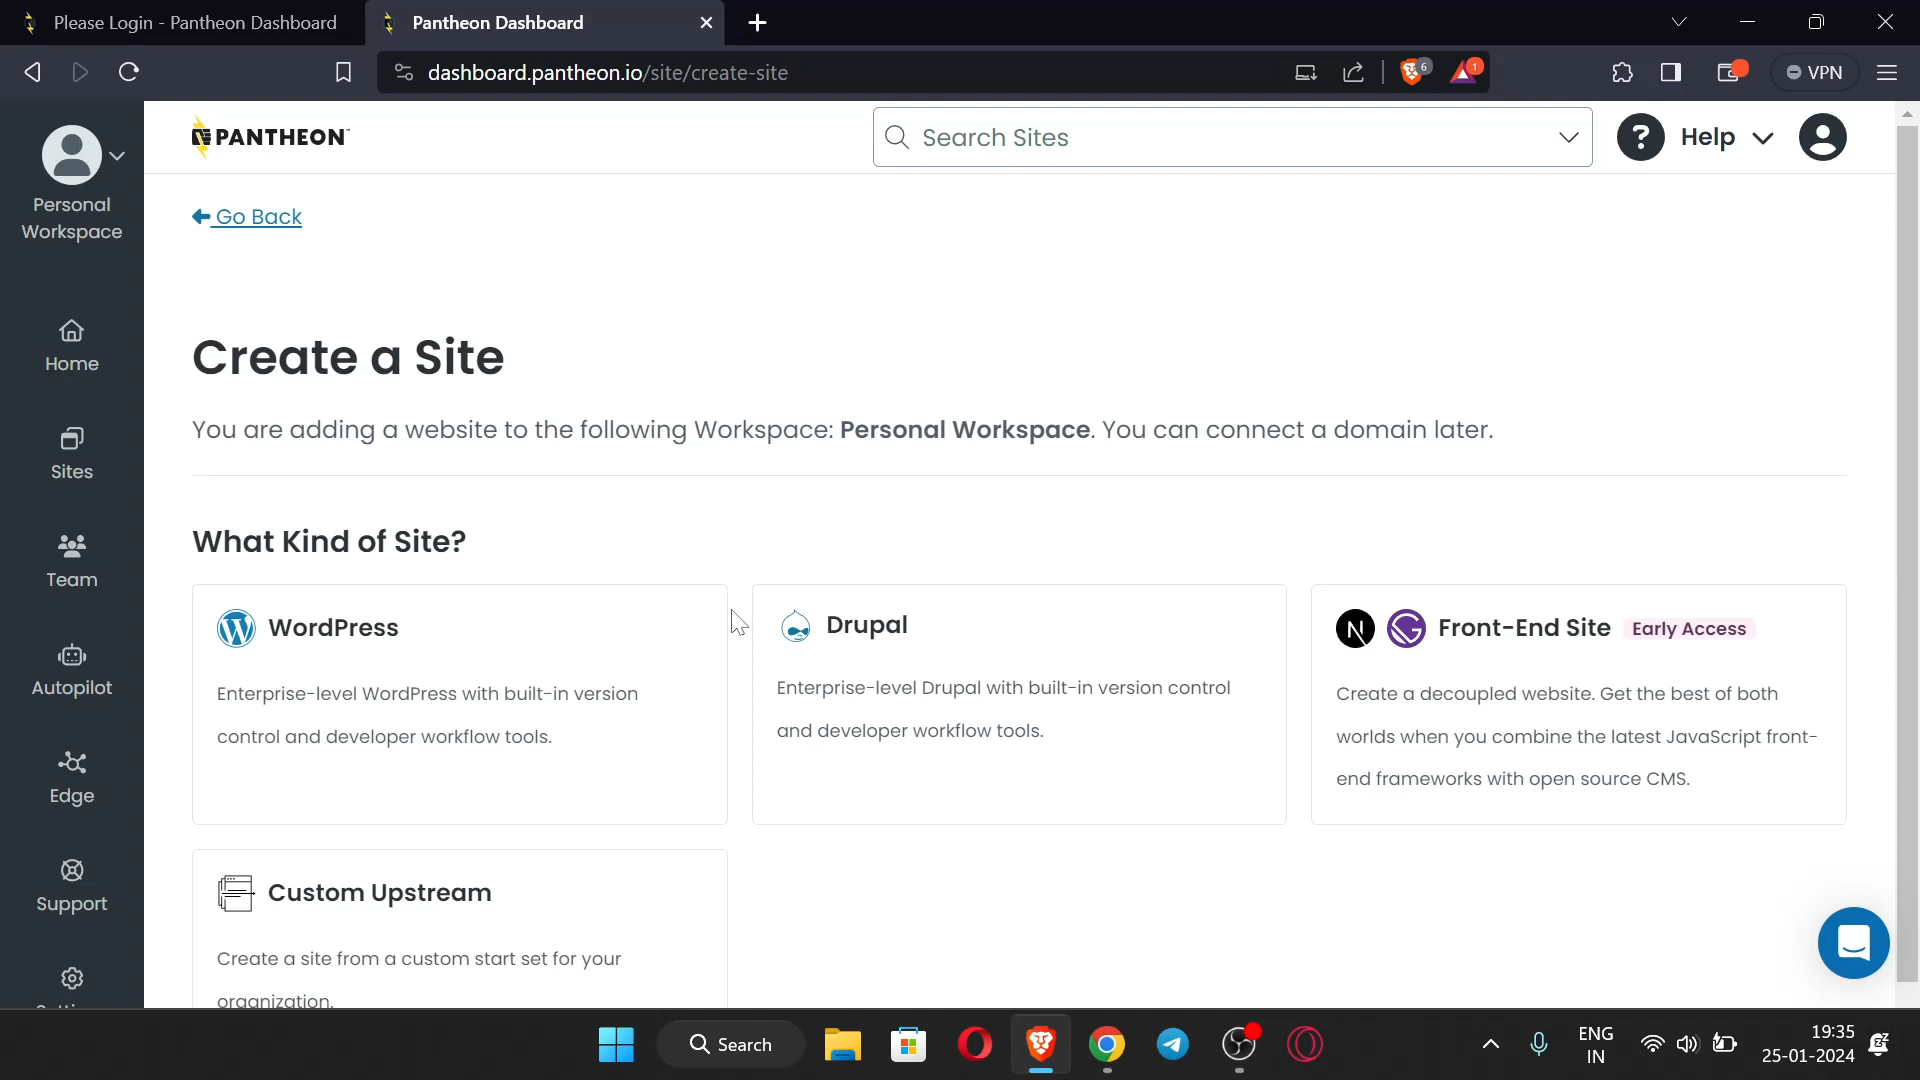 Please Login - Pantheon Dashboard
Pantheon Dashboard
dashboard.pantheon.io/site/create-site
6
1
VPN
Personal
Workspace
PANTHEON
Search Sites
? Help
Go Back
Home
Create a Site
You are adding a website to the following Workspace: Personal Workspace. You can connect a domain later.
Sites
What Kind of Site?
Team
WordPress
Enterprise-level WordPress with built-in version
control and developer workflow tools.
Drupal
Enterprise-level Drupal with built-in version control
and developer workflow tools.
N Front-End Site Early Access
Create a decoupled website. Get the best of both
worlds when you combine the latest JavaScript front-
end frameworks with open source CMS.
Autopilot
Edge
Support
Custom Upstream
Create a site from a custom start set for your
organization.
Search
ENG
IN
19:35
25-01-2024